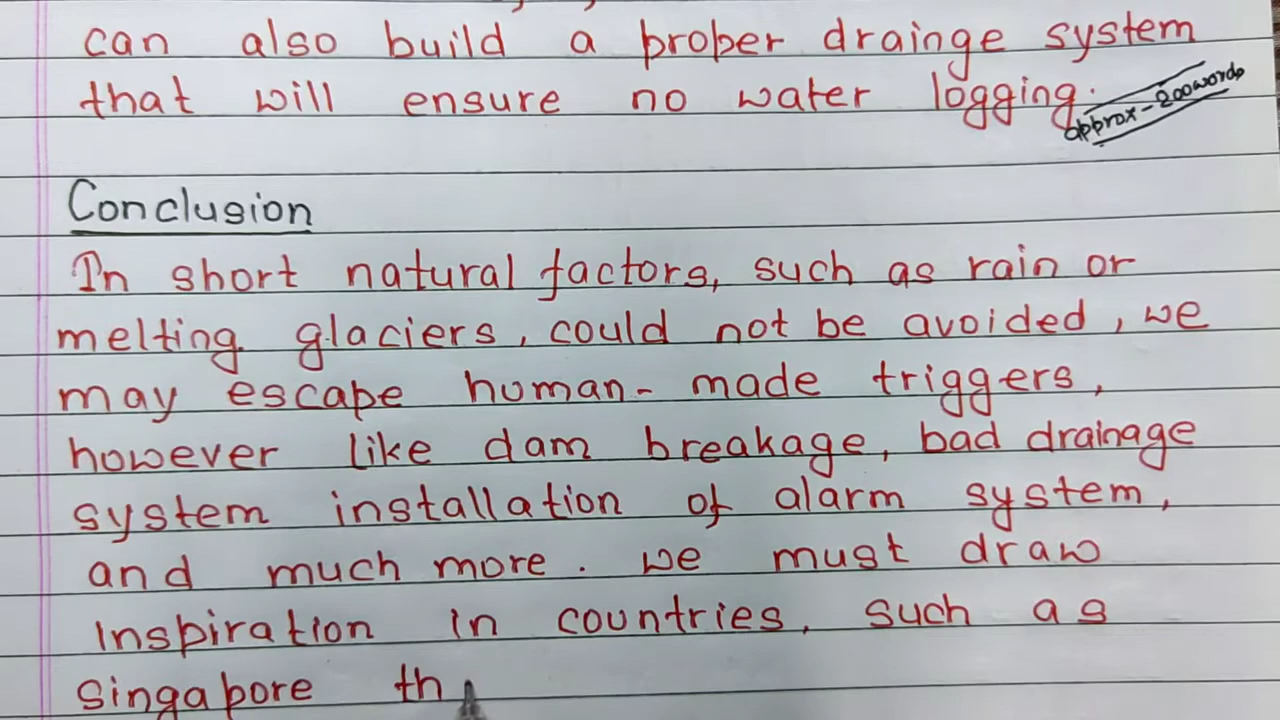 can also build a proper drainge system
that will ensure no water logging.
approx-200words
Conclusion
In short natural factors, such as rain or
melting glaciers, could not be avoided, we
may escape human-made triggers,
however like dam breakage, bad drainage
system installation of alarm system,
and much more. we must draw
inspiration in countries, such as
singapore th